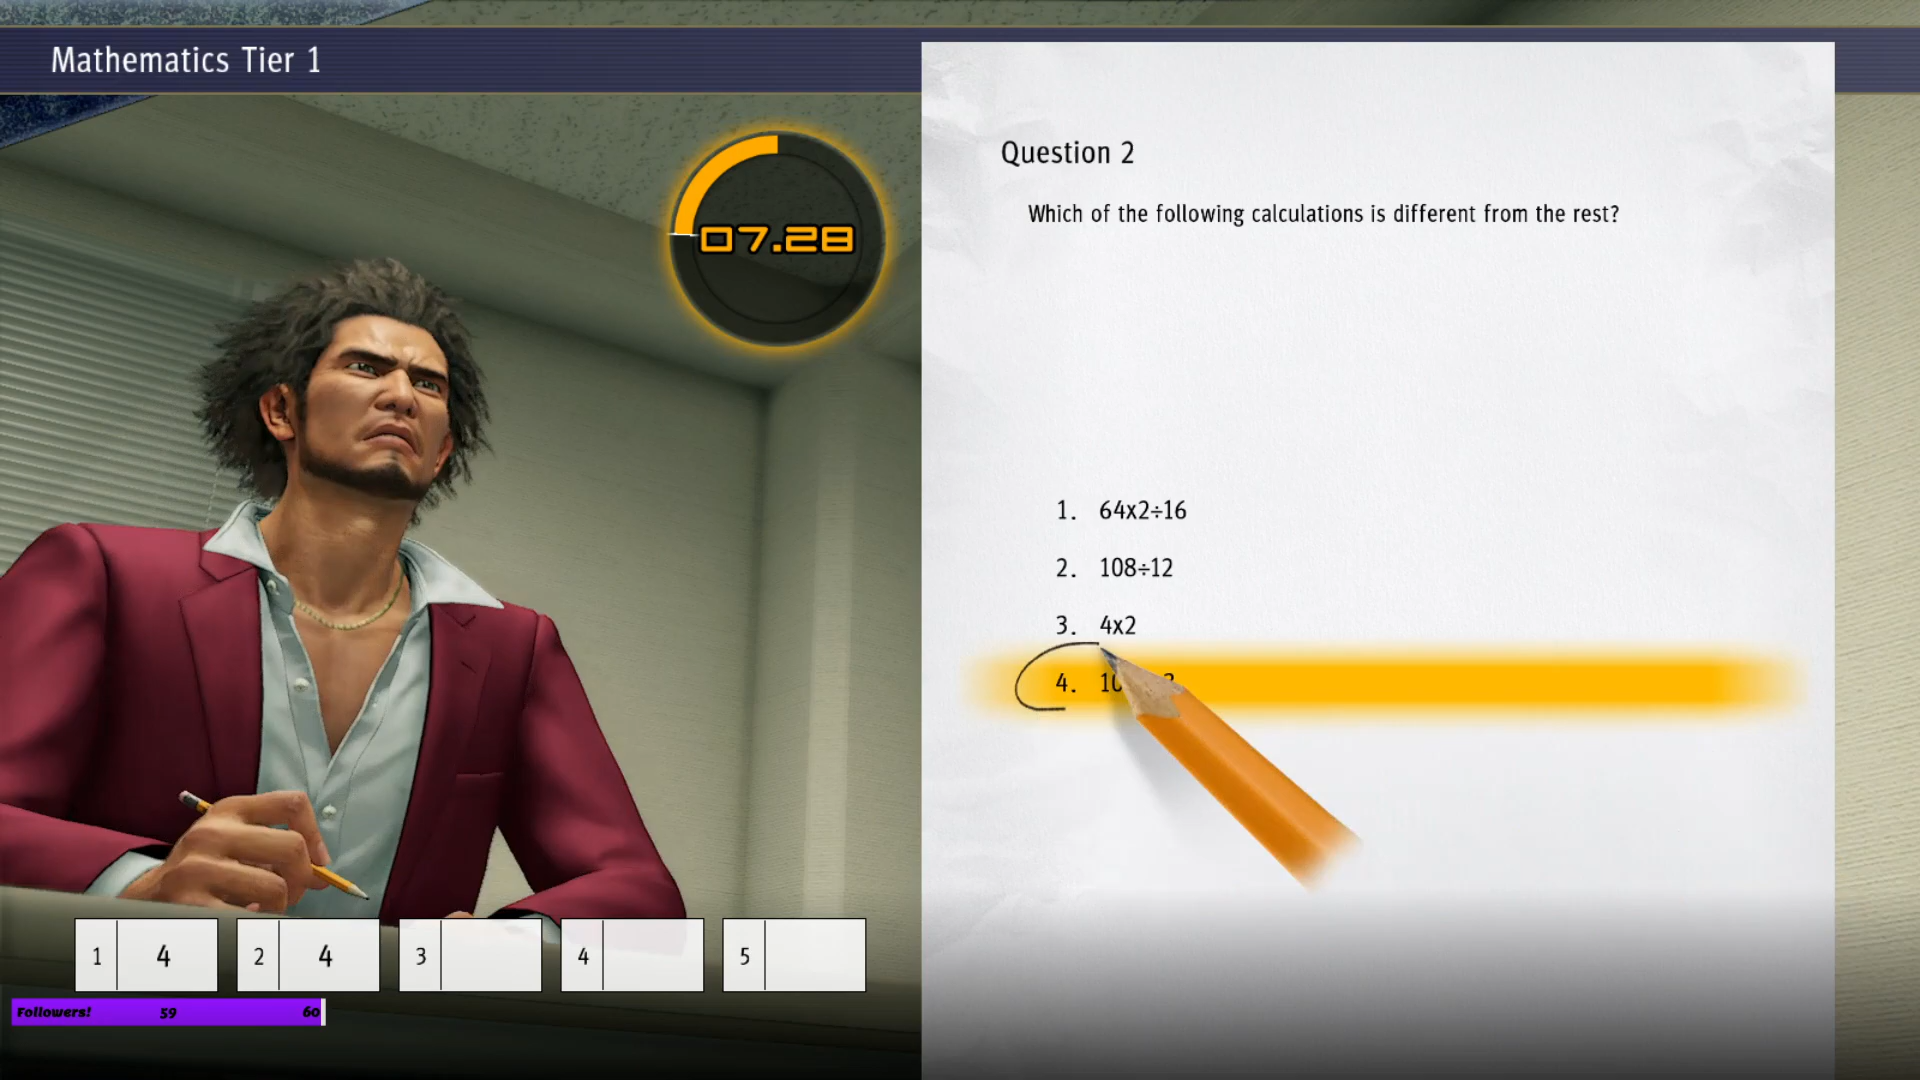 Mathematics Tier 1
07.28
Question 2
Which of the following calculations is different from the rest?
1. 64x2÷16
2. 108÷12
3. 4x2
4.
1 4
2 4
3
4
5
Followers! 59 60